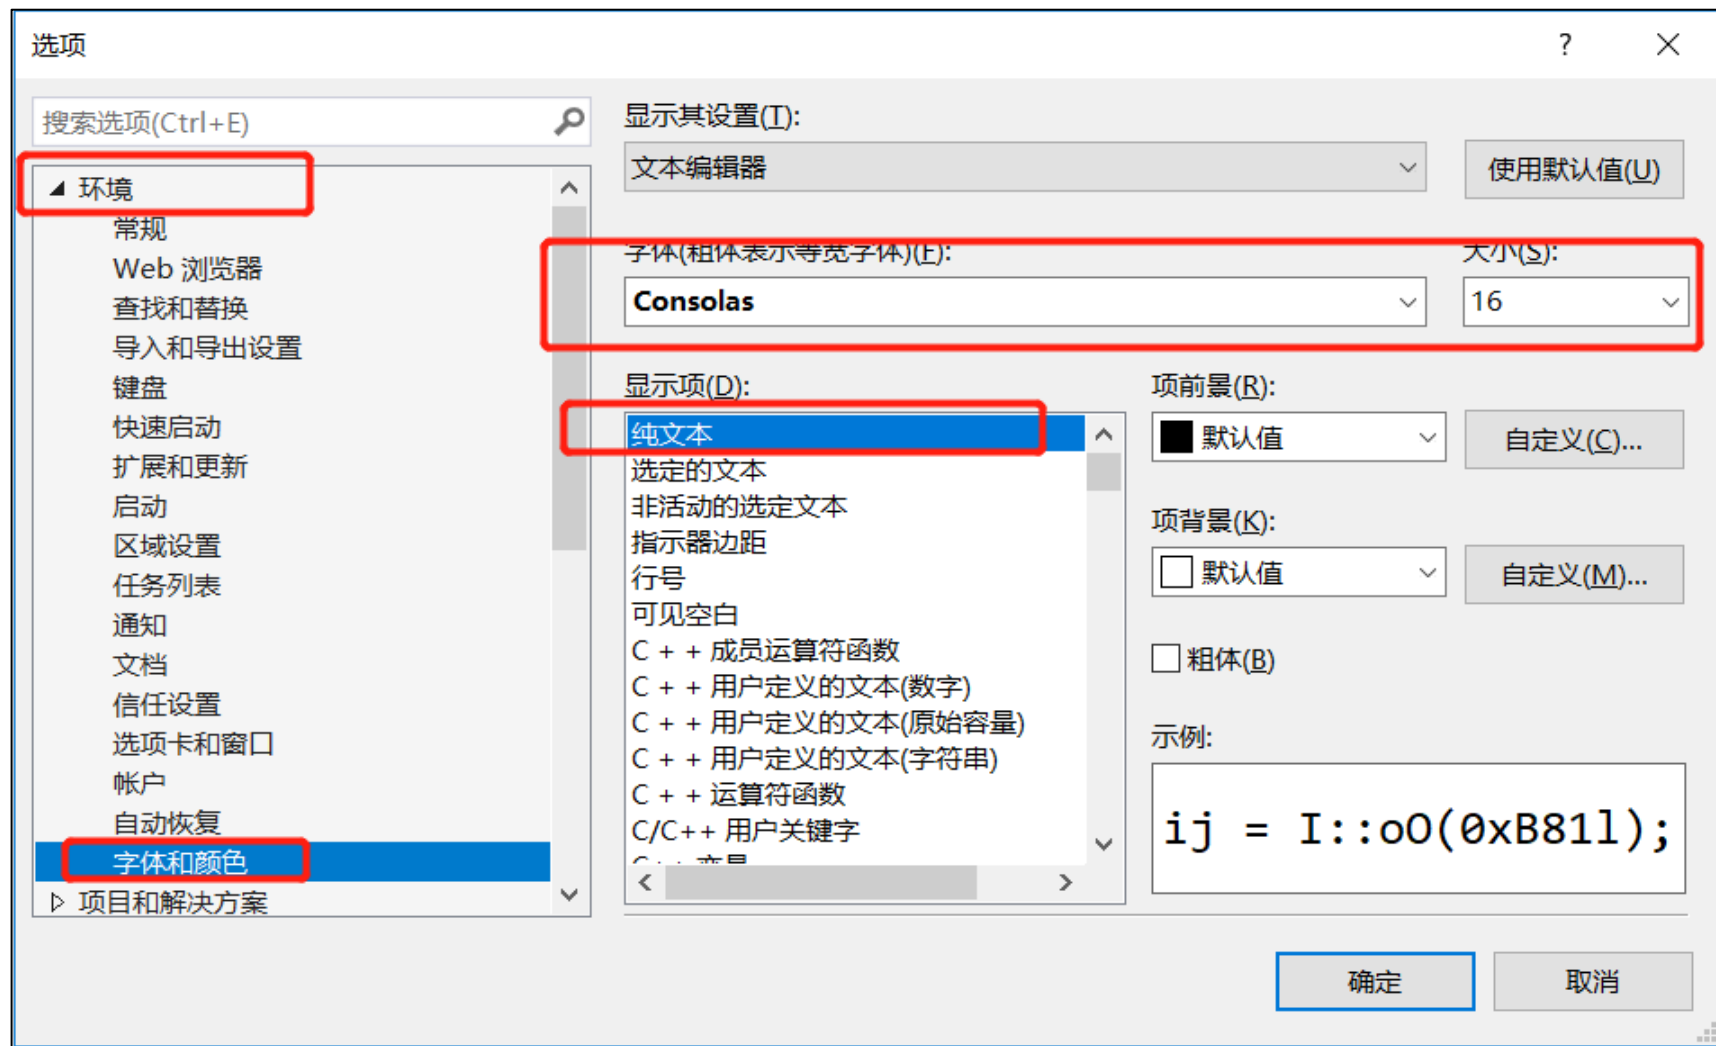 选项
?
搜索选项(Ctrl+E)
环境
常规
Web 浏览器
查找和替换
导入和导出设置
键盘
快速启动
扩展和更新
启动
区域设置
任务列表
通知
文档
信任设置
选项卡和窗口
帐户
自动恢复
字体和颜色
项目和解决方案
显示其设置(T):
文本编辑器
使用默认值(U)
字体(粗体表示等宽字体)(F):
大小(S):
Consolas
16
显示项(D):
纯文本
选定的文本
非活动的选定文本
指示器边距
行号
可见空白
C + + 成员运算符函数
C + + 用户定义的文本(数字)
C + + 用户定义的文本(原始容量)
C + + 用户定义的文本(字符串)
C + + 运算符函数
C/C++ 用户关键字
C++ 变量
项前景(R):
默认值
自定义(C)...
项背景(K):
默认值
自定义(M)...
粗体(B)
示例:
ij = I::oO(0xB81l);
确定
取消